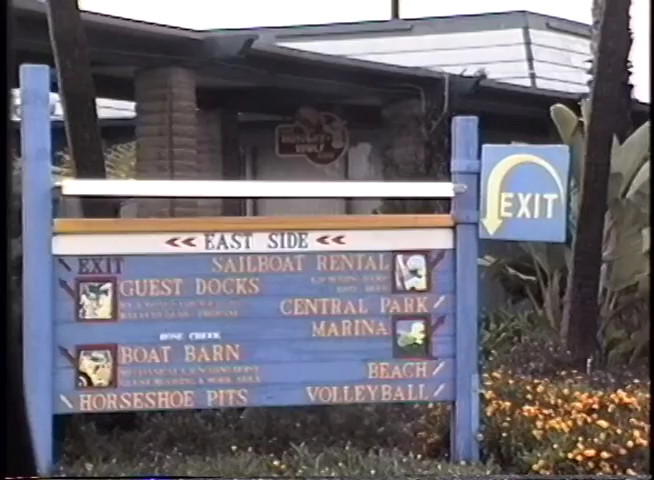 << EAST SIDE <<
EXIT
EXIT
SAILBOAT RENTAL
GUEST DOCKS
CENTRAL PARK
MARINA
ROSE CREEK
BOAT BARN
BEACH
HORSESHOE PITS
VOLLEYBALL